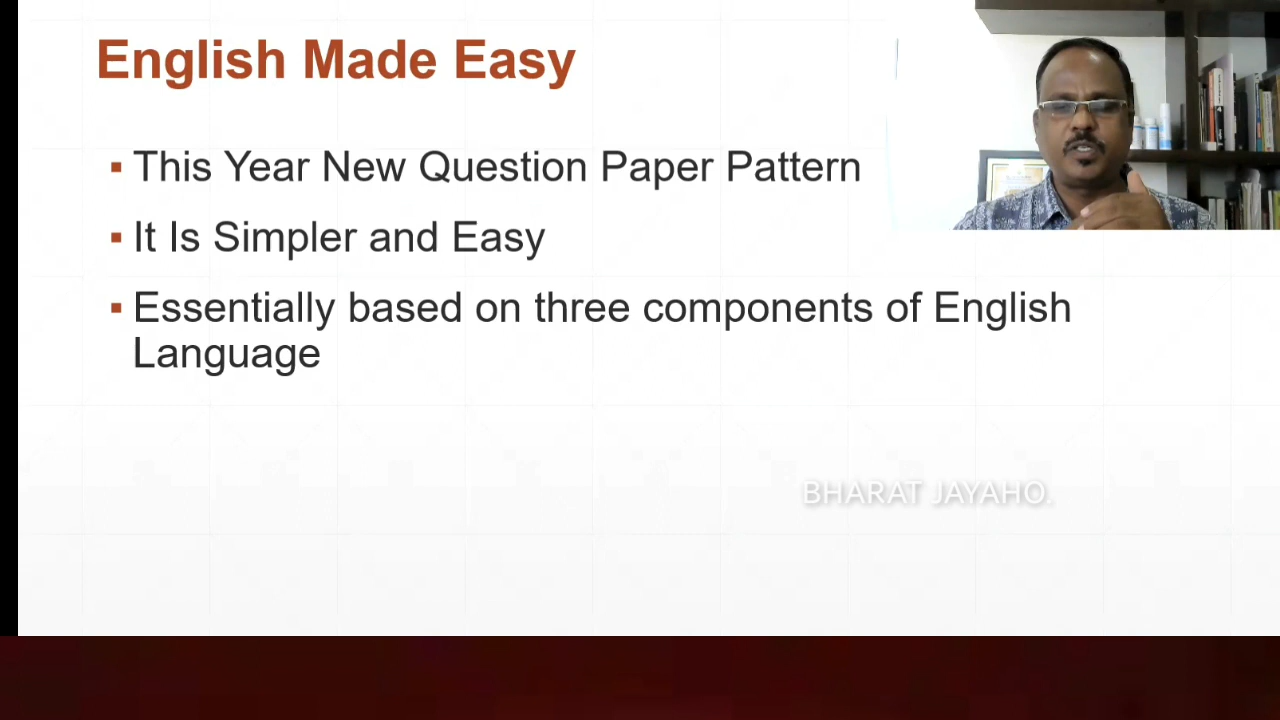 English Made Easy
This Year New Question Paper Pattern
It Is Simpler and Easy
Essentially based on three components of English
Language
BHARAT JAYAHO.